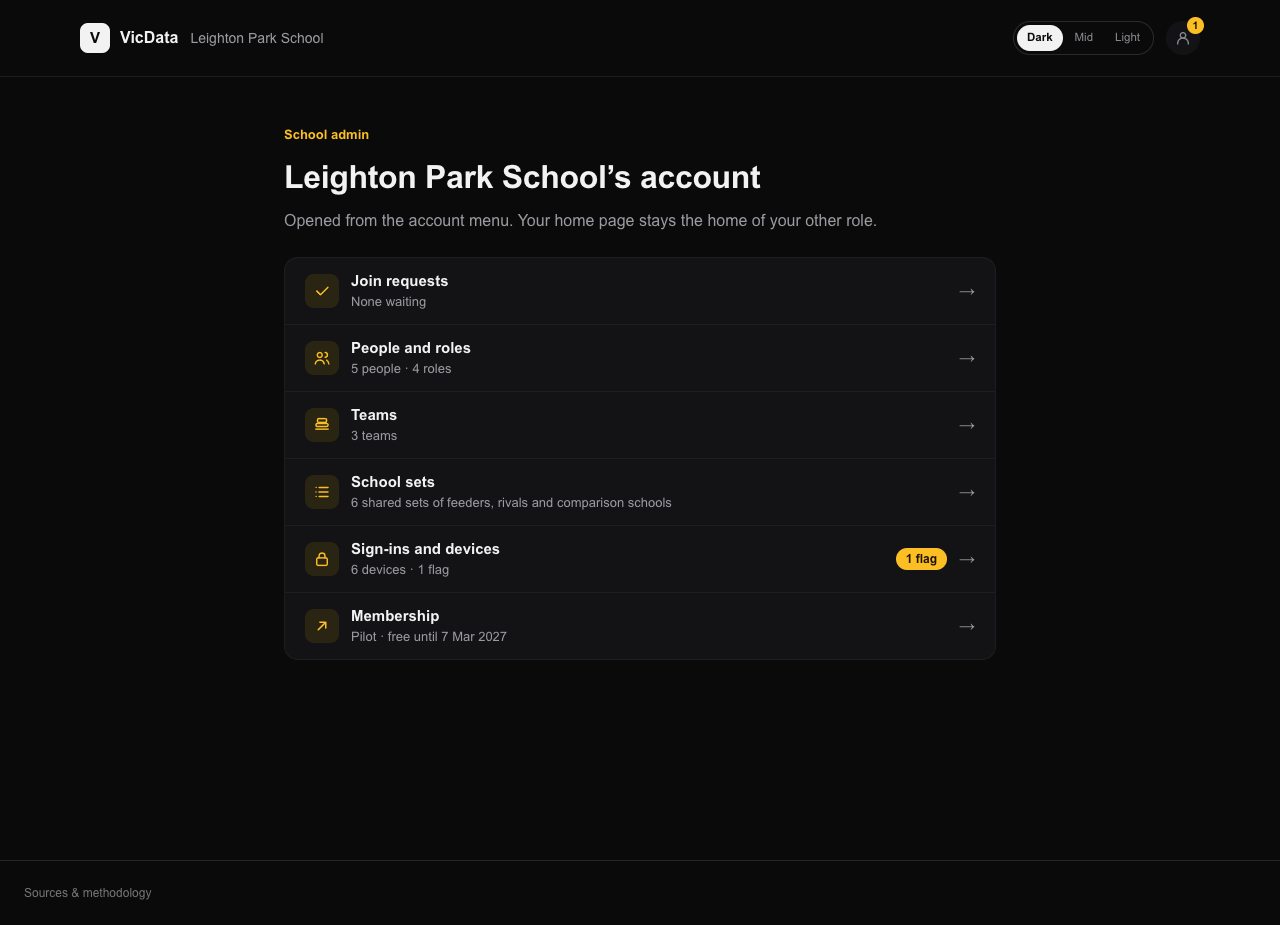 V VicData Leighton Park School Dark Mid Light 1
School admin
Leighton Park School’s account
Opened from the account menu. Your home page stays the home of your other role.
Join requests
None waiting →
People and roles
5 people · 4 roles →
Teams
3 teams →
School sets
6 shared sets of feeders, rivals and comparison schools →
Sign-ins and devices
6 devices · 1 flag 1 flag →
Membership
Pilot · free until 7 Mar 2027 →
Sources & methodology